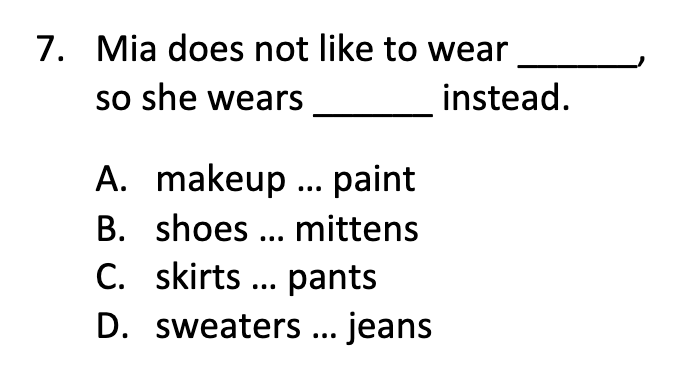 7. Mia does not like to wear ______,
so she wears ______ instead.
A. makeup ... paint
B. shoes ... mittens
C. skirts ... pants
D. sweaters ... jeans